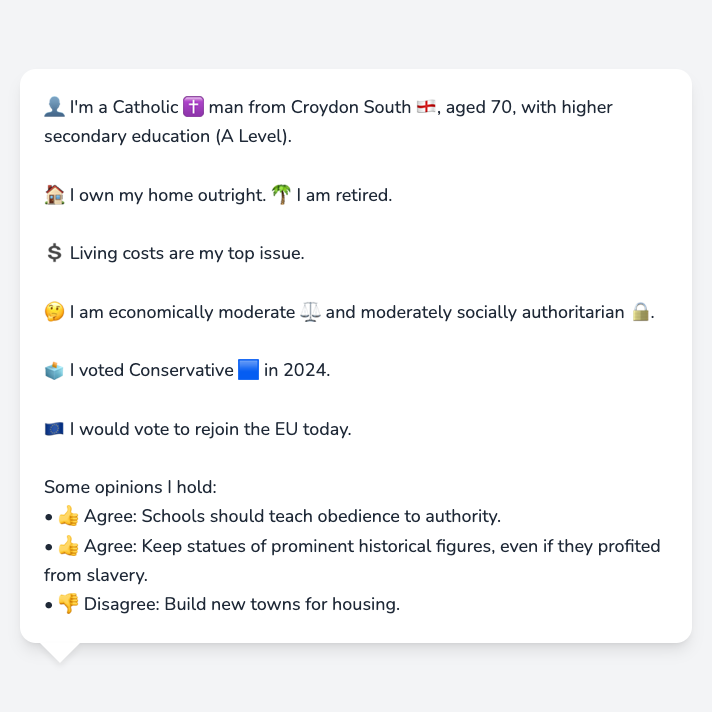 👤 I'm a Catholic ✝️ man from Croydon South 🏴󠁧󠁢󠁥󠁮󠁧󠁿, aged 70, with higher
secondary education (A Level).
🏠 I own my home outright. 🌴 I am retired.
💲 Living costs are my top issue.
🤔 I am economically moderate ⚖️ and moderately socially authoritarian 🔒.
🗳️ I voted Conservative 🟦 in 2024.
🇪🇺 I would vote to rejoin the EU today.
Some opinions I hold:
• 👍 Agree: Schools should teach obedience to authority.
• 👍 Agree: Keep statues of prominent historical figures, even if they profited
from slavery.
• 👎 Disagree: Build new towns for housing.